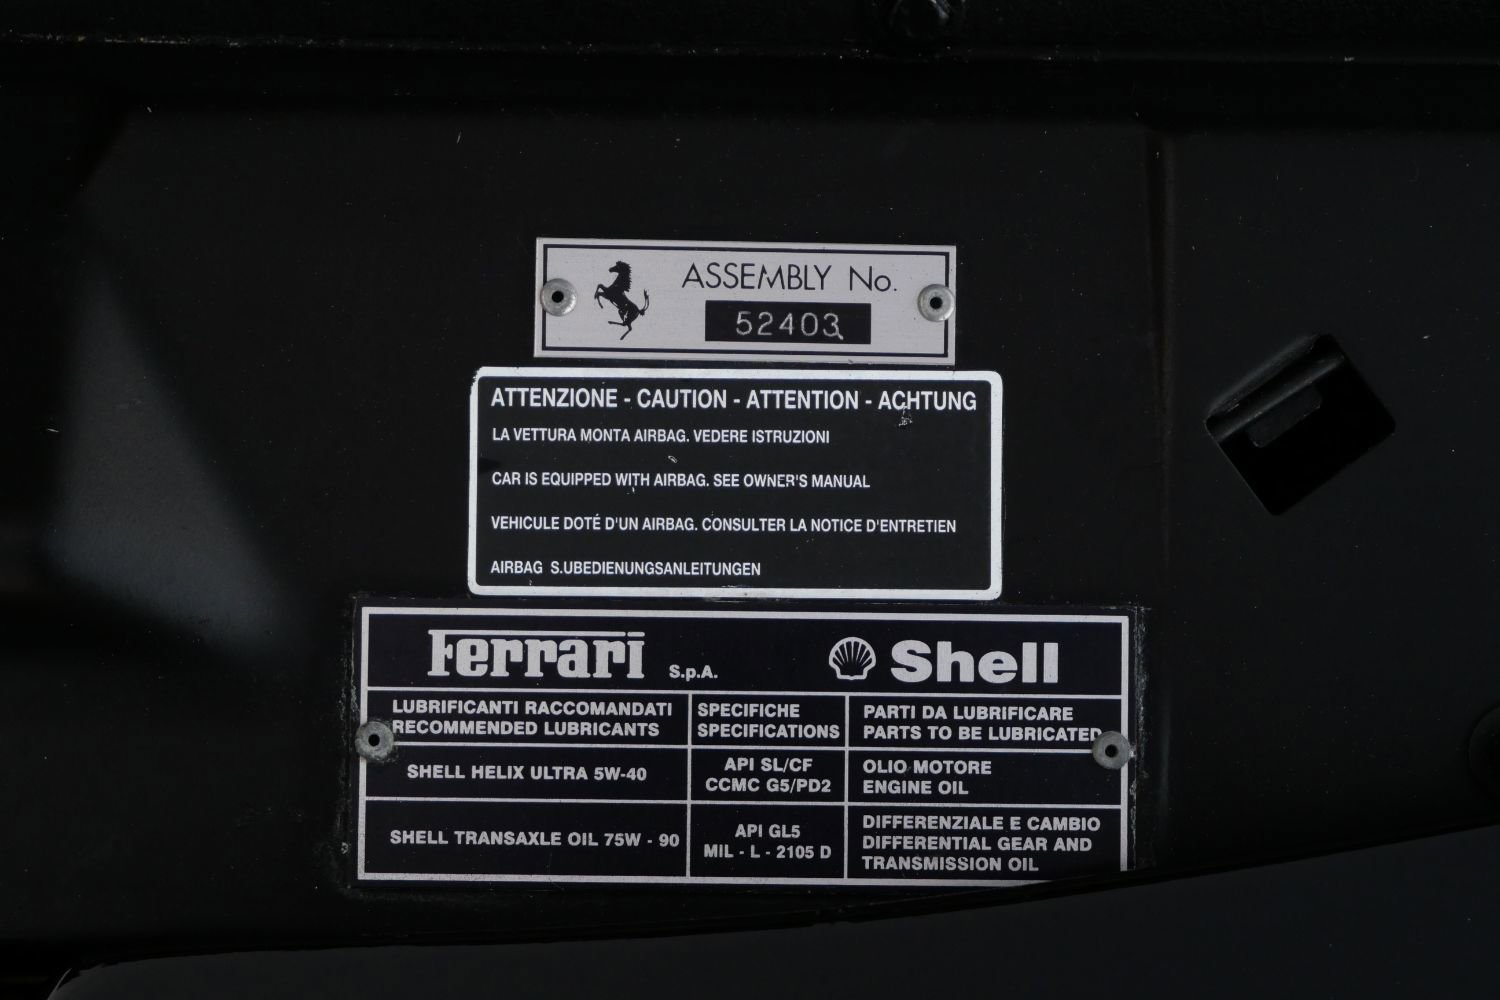 ASSEMBLY No.
52403
ATTENZIONE - CAUTION - ATTENTION - ACHTUNG
LA VETTURA MONTA AIRBAG. VEDERE ISTRUZIONI
CAR IS EQUIPPED WITH AIRBAG. SEE OWNER'S MANUAL
VEHICULE DOTÉ D'UN AIRBAG. CONSULTER LA NOTICE D'ENTRETIEN
AIRBAG S.UBEDIENUNGSANLEITUNGEN
Ferrari S.p.A. Shell
LUBRIFICANTI RACCOMANDATI
RECOMMENDED LUBRICANTS
SPECIFICHE
SPECIFICATIONS
PARTI DA LUBRIFICARE
PARTS TO BE LUBRICATED
SHELL HELIX ULTRA 5W-40
API SL/CF
CCMC G5/PD2
OLIO MOTORE
ENGINE OIL
SHELL TRANSAXLE OIL 75W - 90
API GL5
MIL - L - 2105 D
DIFFERENZIALE E CAMBIO
DIFFERENTIAL GEAR AND
TRANSMISSION OIL